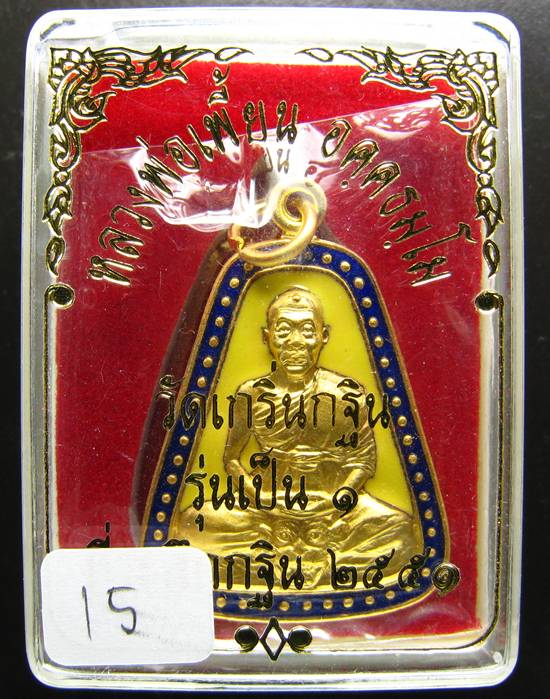 หลวงพ่อเพี้ยน อคฺคธมฺโม
วัดเกริ่นกฐิน
รุ่นเป็น ๑
กฐิน ๒๕๕๑
15